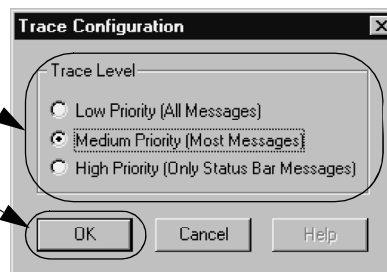 Trace Configuration
Trace Level
Low Priority (All Messages)
Medium Priority (Most Messages)
High Priority (Only Status Bar Messages)
OK Cancel Help